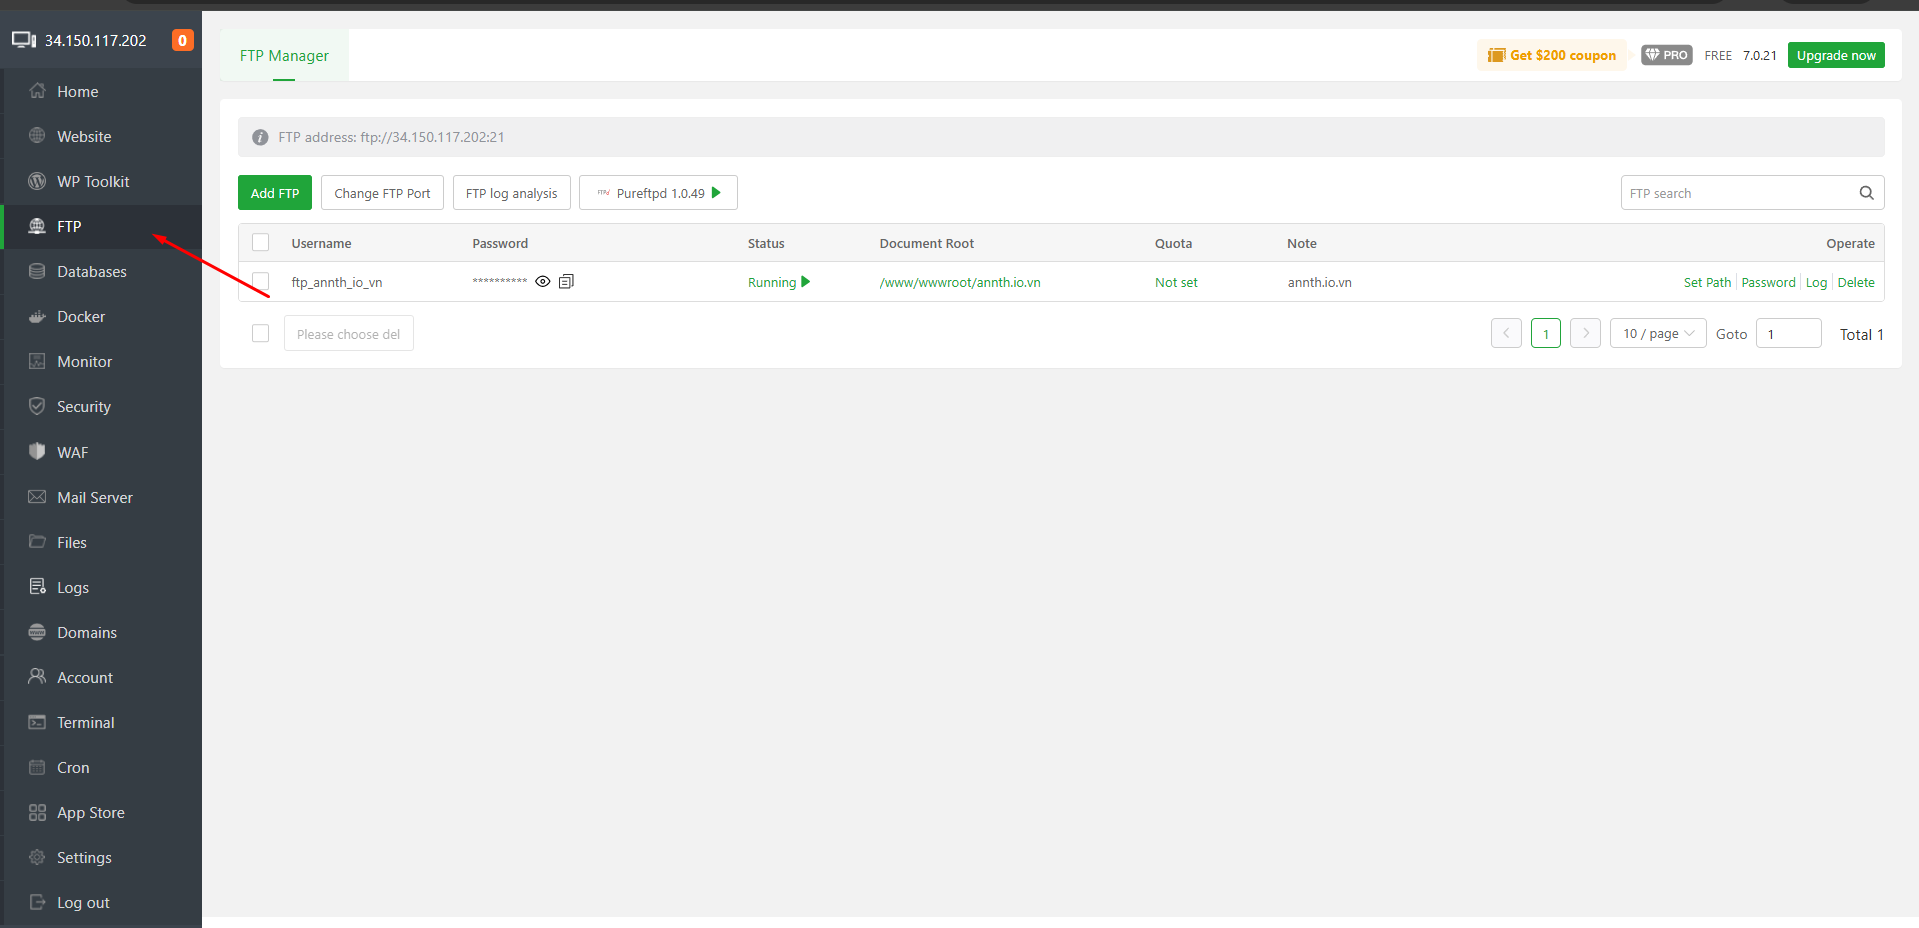 34.150.117.202 0
Home
Website
WP Toolkit
FTP
Databases
Docker
Monitor
Security
WAF
Mail Server
Files
Logs
Domains
Account
Terminal
Cron
App Store
Settings
Log out
FTP Manager
Get $200 coupon PRO FREE 7.0.21 Upgrade now
FTP address: ftp://34.150.117.202:21
Add FTP Change FTP Port FTP log analysis Pureftpd 1.0.49 FTP search
Username Password Status Document Root Quota Note Operate
ftp_annth_io_vn ********** Running /www/wwwroot/annth.io.vn Not set annth.io.vn Set Path Password Log Delete
Please choose del 1 10 / page Goto 1 Total 1